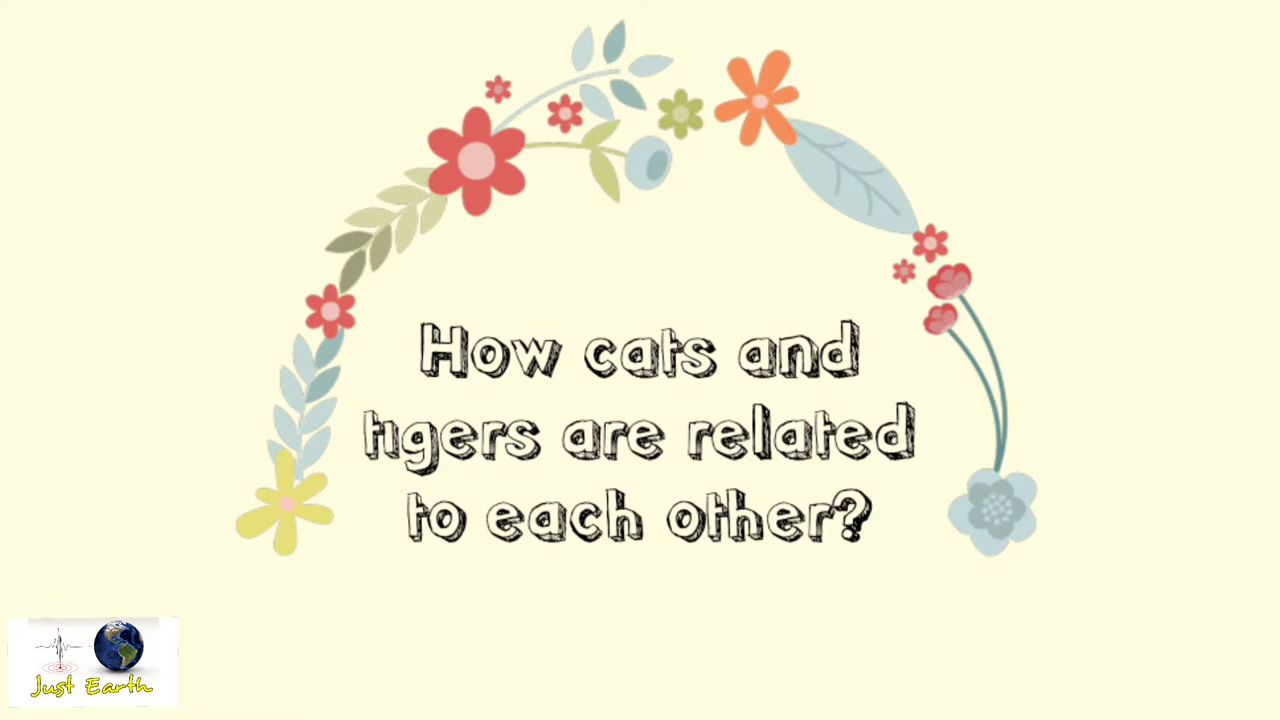 How cats and
tigers are related
to each other?
Just Earth